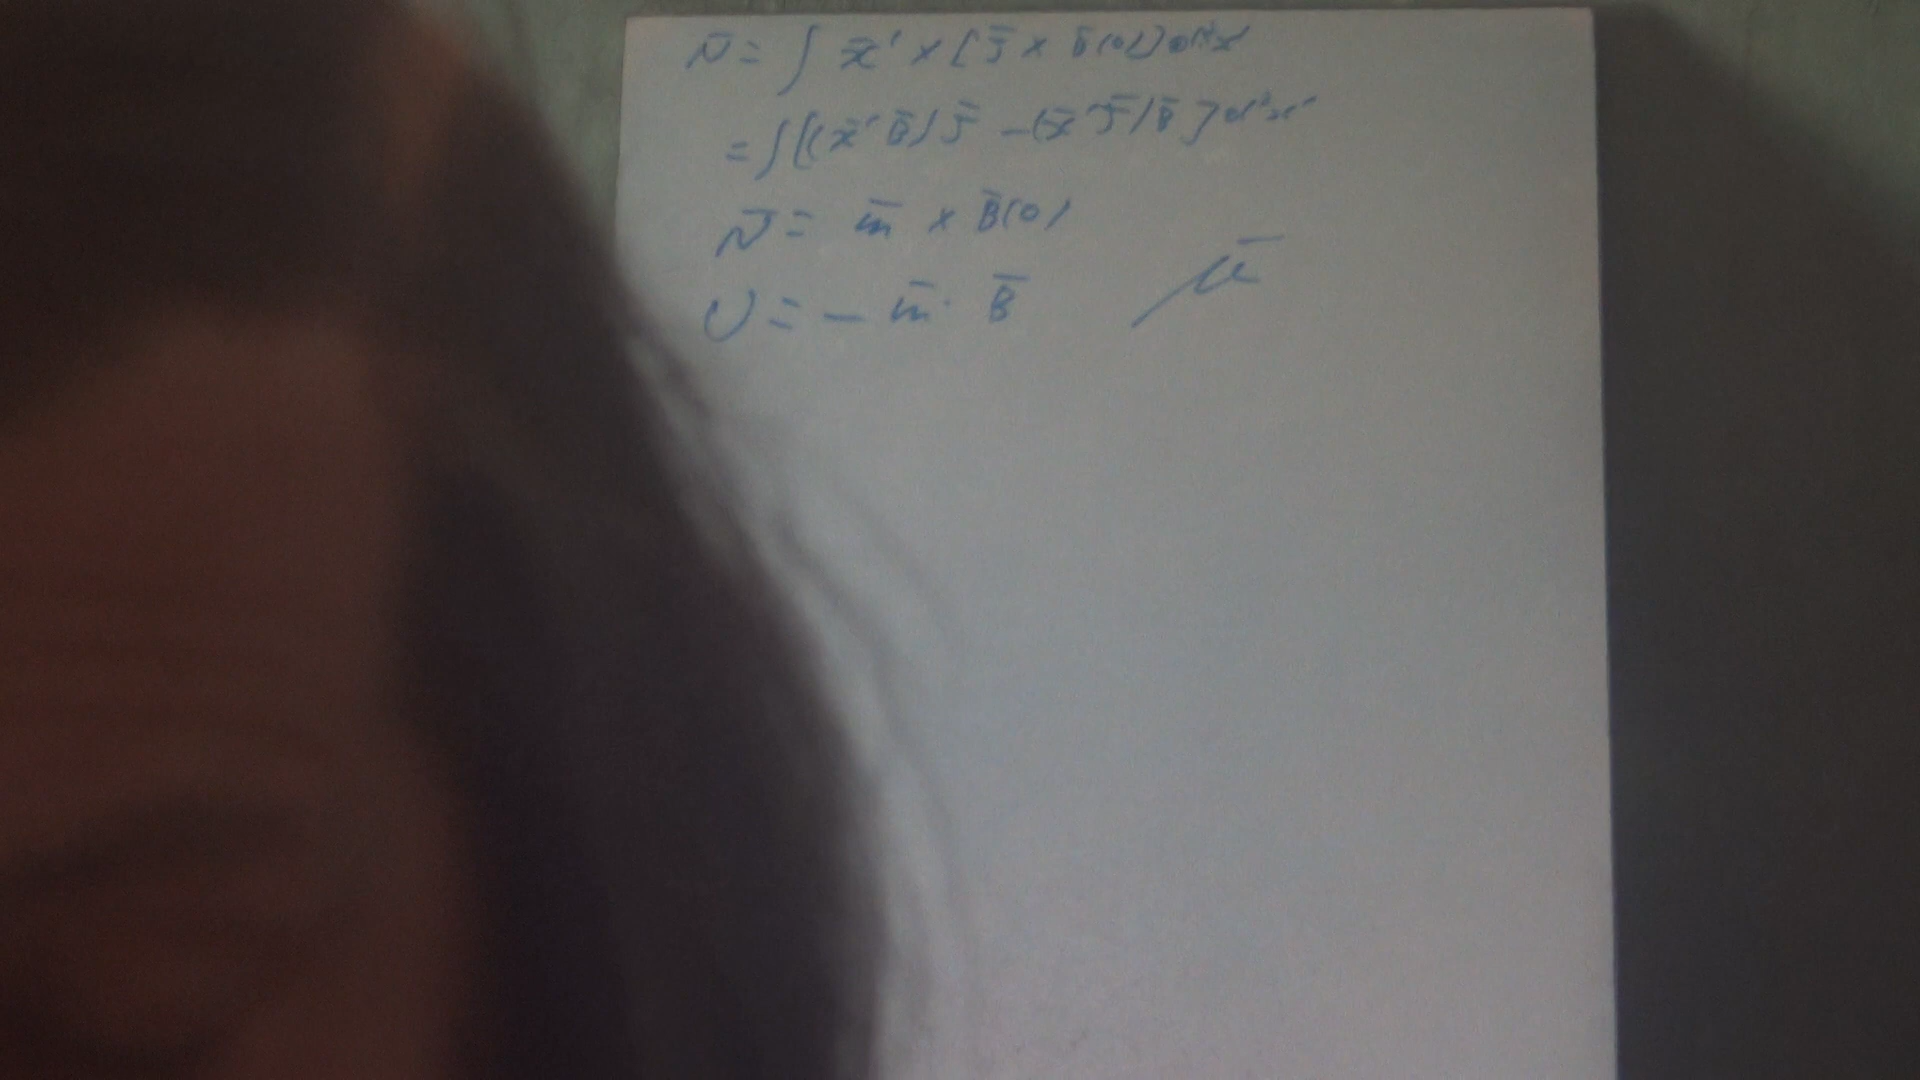 N̄ = ∫ x̄' × [J̄ × B̄(0)] d³x'
= ∫[(x̄' B̄) J̄ - (x̄' J̄) B̄] d³x'
N̄ = m̄ × B̄(0)
U = - m̄ · B̄ μ̄